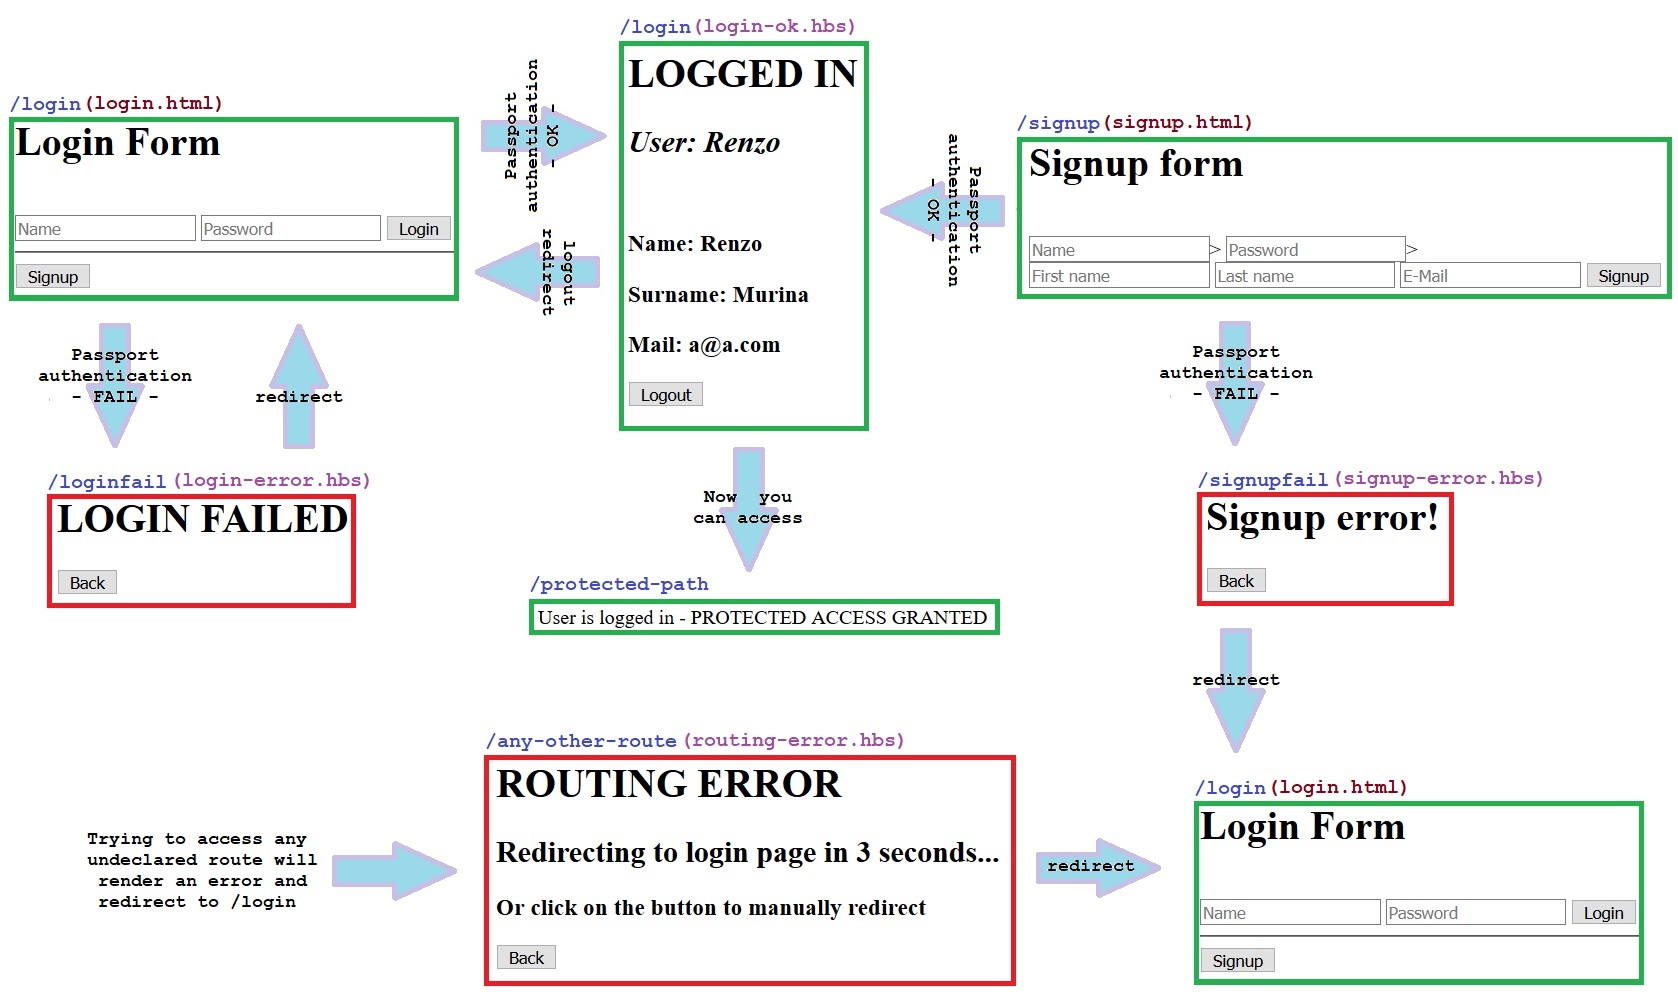 /login(login.html)
Login Form
Name Password Login
Signup
Passport
authentication
- OK -
logout
redirect
/login(login-ok.hbs)
LOGGED IN
User: Renzo
Name: Renzo
Surname: Murina
Mail: a@a.com
Logout
Passport
authentication
- OK -
/signup(signup.html)
Signup form
Name > Password >
First name Last name E-Mail Signup
Passport
authentication
- FAIL -
redirect
/loginfail(login-error.hbs)
LOGIN FAILED
Back
Now you
can access
/protected-path
User is logged in - PROTECTED ACCESS GRANTED
Passport
authentication
- FAIL -
/signupfail(signup-error.hbs)
Signup error!
Back
redirect
Trying to access any
undeclared route will
render an error and
redirect to /login
/any-other-route(routing-error.hbs)
ROUTING ERROR
Redirecting to login page in 3 seconds...
Or click on the button to manually redirect
Back
redirect
/login(login.html)
Login Form
Name Password Login
Signup